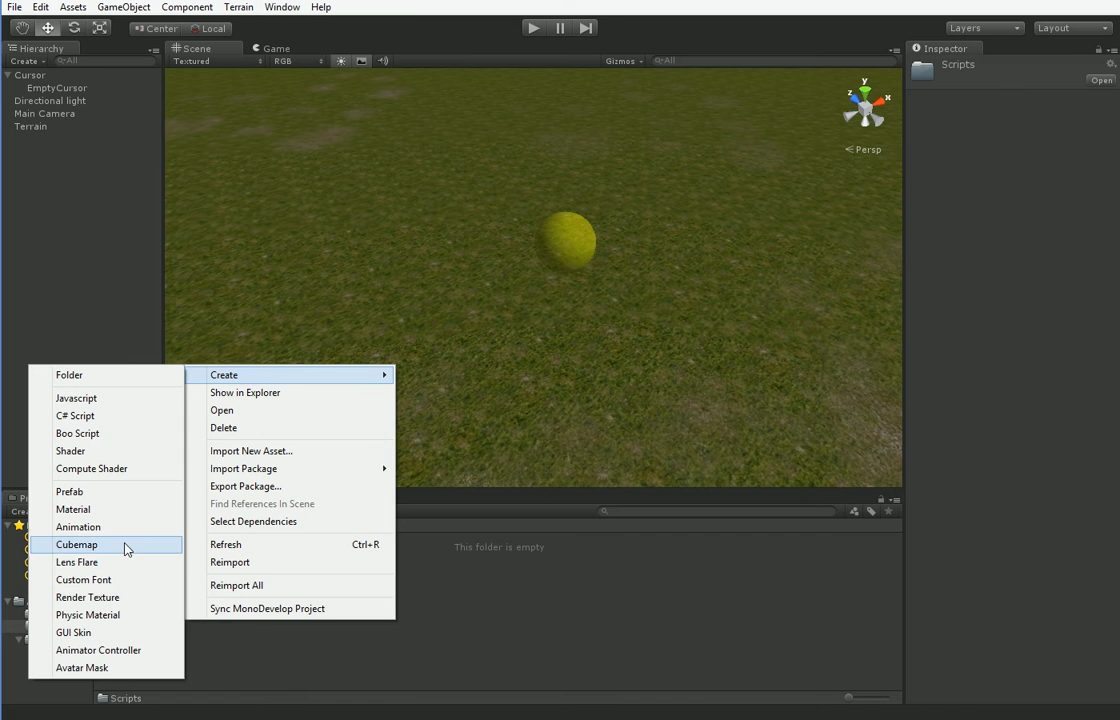 File Edit Assets GameObject Component Terrain Window Help
Center Local Layers Layout
Hierarchy Scene Game Inspector
Create All Textured RGB Gizmos All Scripts
Open
Cursor
EmptyCursor
Directional light
Main Camera
Terrain
y
z
x
Persp
Folder
Javascript
C# Script
Boo Script
Shader
Compute Shader
Prefab
Material
Animation
Cubemap
Lens Flare
Custom Font
Render Texture
Physic Material
GUI Skin
Animator Controller
Avatar Mask
Create
Show in Explorer
Open
Delete
Import New Asset...
Import Package
Export Package...
Find References In Scene
Select Dependencies
Refresh Ctrl+R
Reimport
Reimport All
Sync MonoDevelop Project
This folder is empty
Scripts